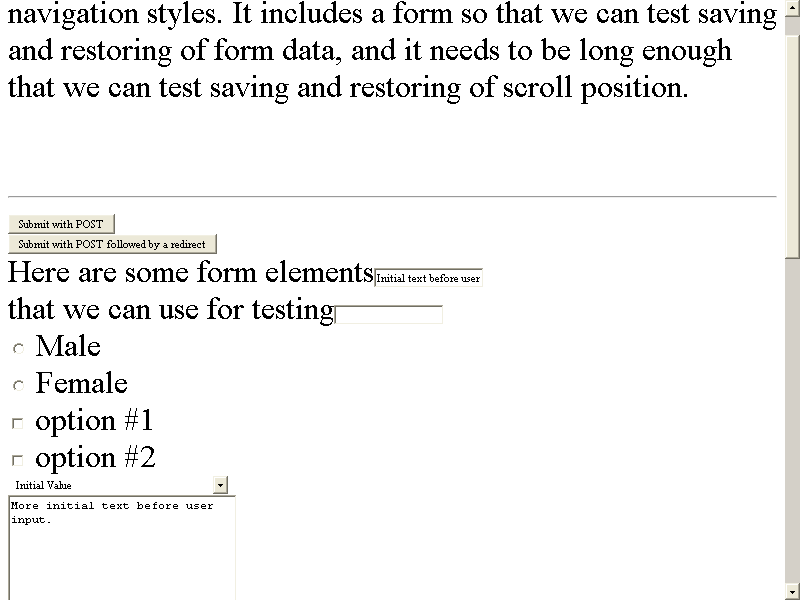 navigation styles. It includes a form so that we can test saving
and restoring of form data, and it needs to be long enough
that we can test saving and restoring of scroll position.
Submit with POST
Submit with POST followed by a redirect
Here are some form elements Initial text before user
that we can use for testing
Male
Female
option #1
option #2
Initial Value
More initial text before user
input.